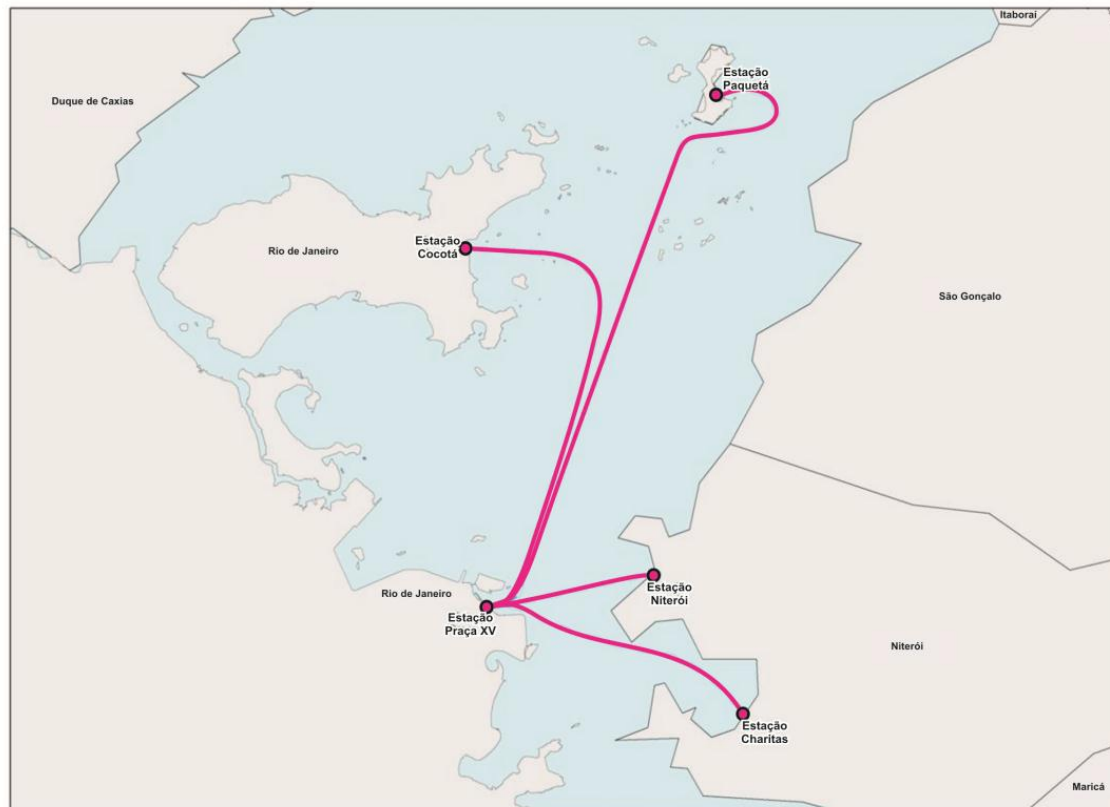 Itaboraí
Estação
Paquetá
Duque de Caxias
Estação
Cocotá
Rio de Janeiro
São Gonçalo
Rio de Janeiro
Estação
Niterói
Estação
Praça XV
Niterói
Estação
Charitas
Maricá